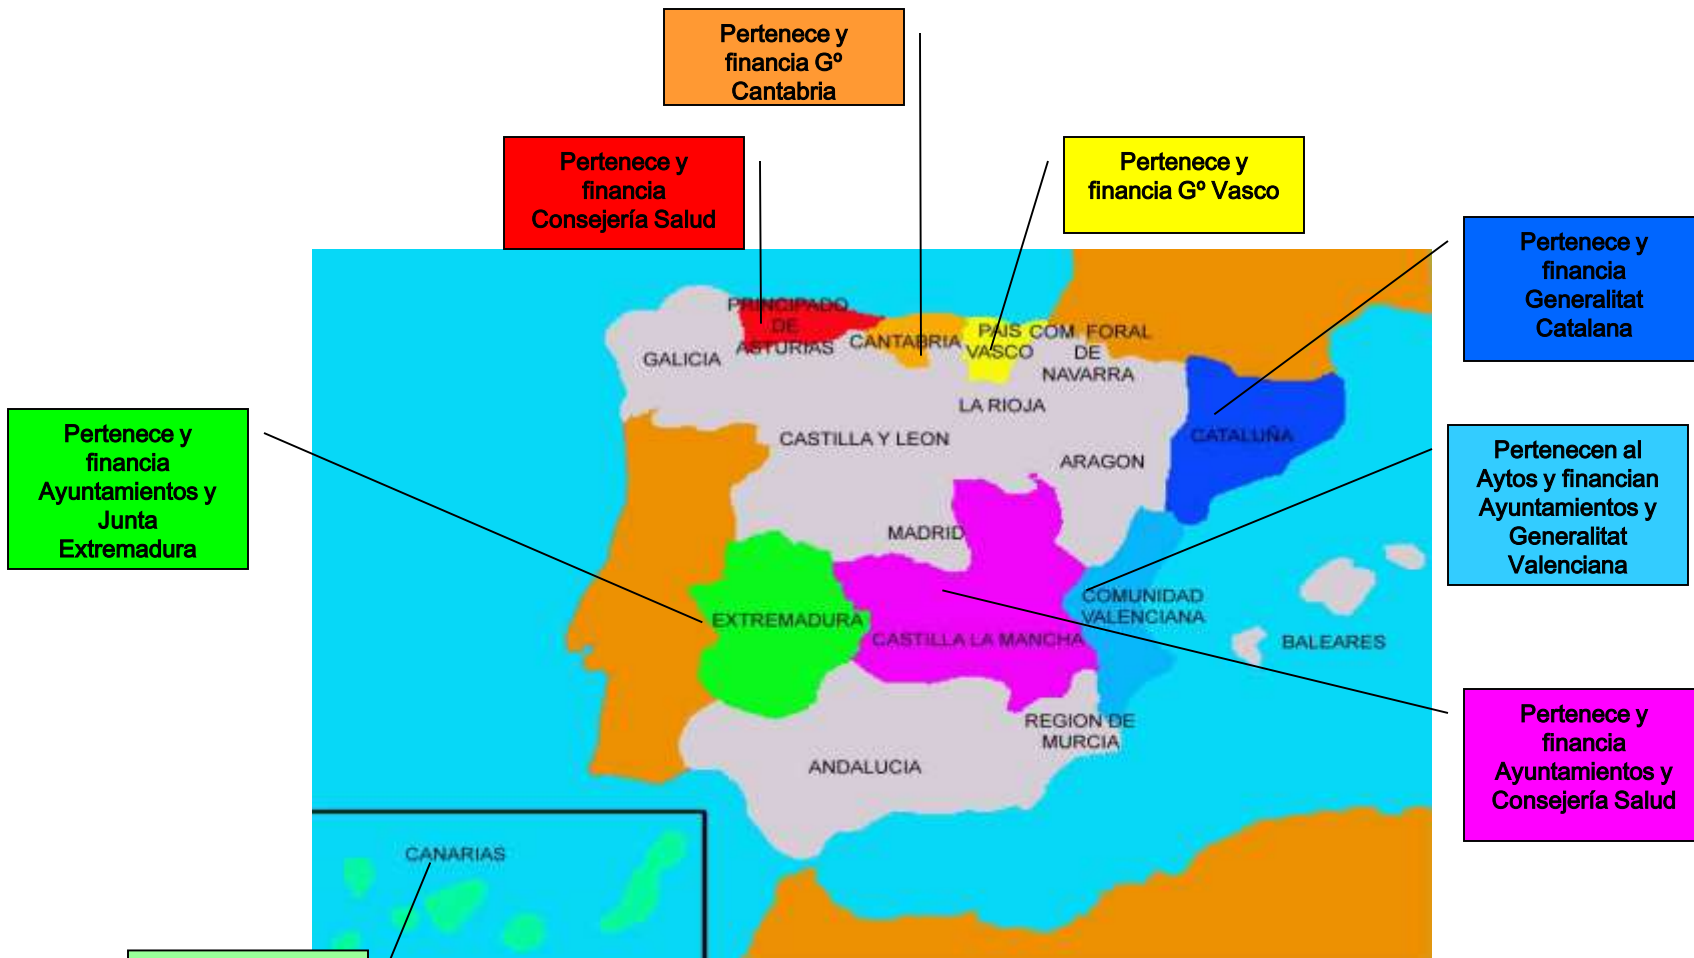 Pertenece y
financia Gº
Cantabria
Pertenece y
financia
Consejería Salud
Pertenece y
financia Gº Vasco
Pertenece y
financia
Generalitat
Catalana
PRINCIPADO
DE
ASTURIAS
CANTABRIA
PAIS
VASCO
COM. FORAL
DE
NAVARRA
GALICIA
LA RIOJA
CASTILLA Y LEON
CATALUÑA
ARAGON
Pertenece y
financia
Ayuntamientos y
Junta
Extremadura
Pertenecen al
Aytos y financian
Ayuntamientos y
Generalitat
Valenciana
MADRID
COMUNIDAD
VALENCIANA
EXTREMADURA
CASTILLA LA MANCHA
BALEARES
REGION DE
MURCIA
ANDALUCIA
Pertenece y
financia
Ayuntamientos y
Consejería Salud
CANARIAS